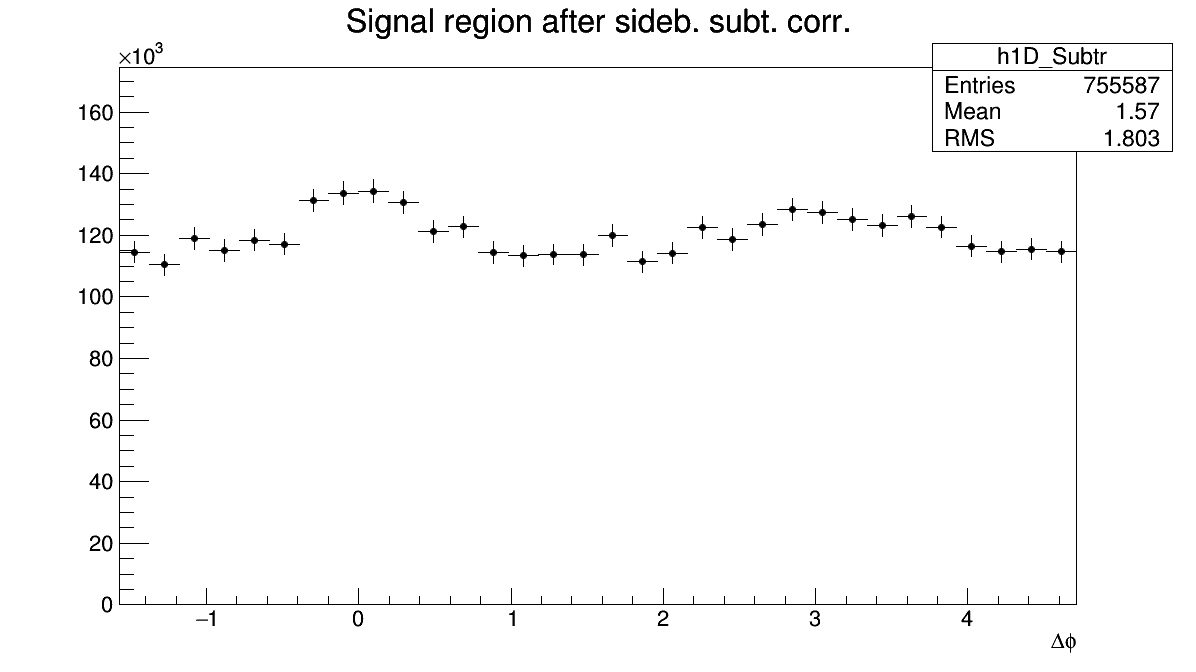 Signal region after sideb. subt. corr.
×10³
h1D_Subtr
Entries 755587
Mean 1.57
RMS 1.803
160
140
120
100
80
60
40
20
0
−1 0 1 2 3 4
Δϕ